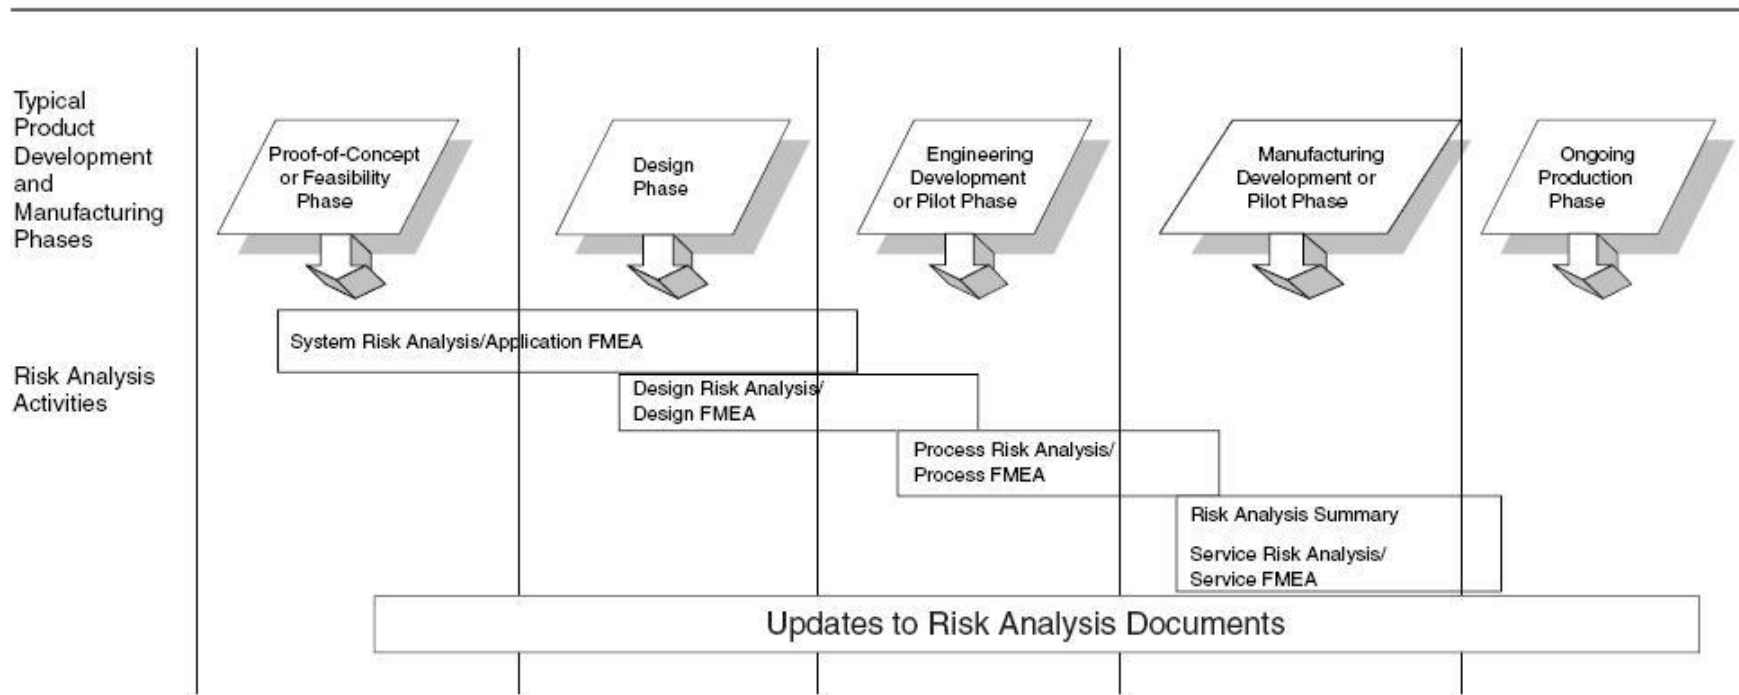 Typical
Product
Development
and
Manufacturing
Phases
Proof-of-Concept
or Feasibility
Phase
Design
Phase
Engineering
Development
or Pilot Phase
Manufacturing
Development or
Pilot Phase
Ongoing
Production
Phase
Risk Analysis
Activities
System Risk Analysis/Application FMEA
Design Risk Analysis/
Design FMEA
Process Risk Analysis/
Process FMEA
Risk Analysis Summary
Service Risk Analysis/
Service FMEA
Updates to Risk Analysis Documents